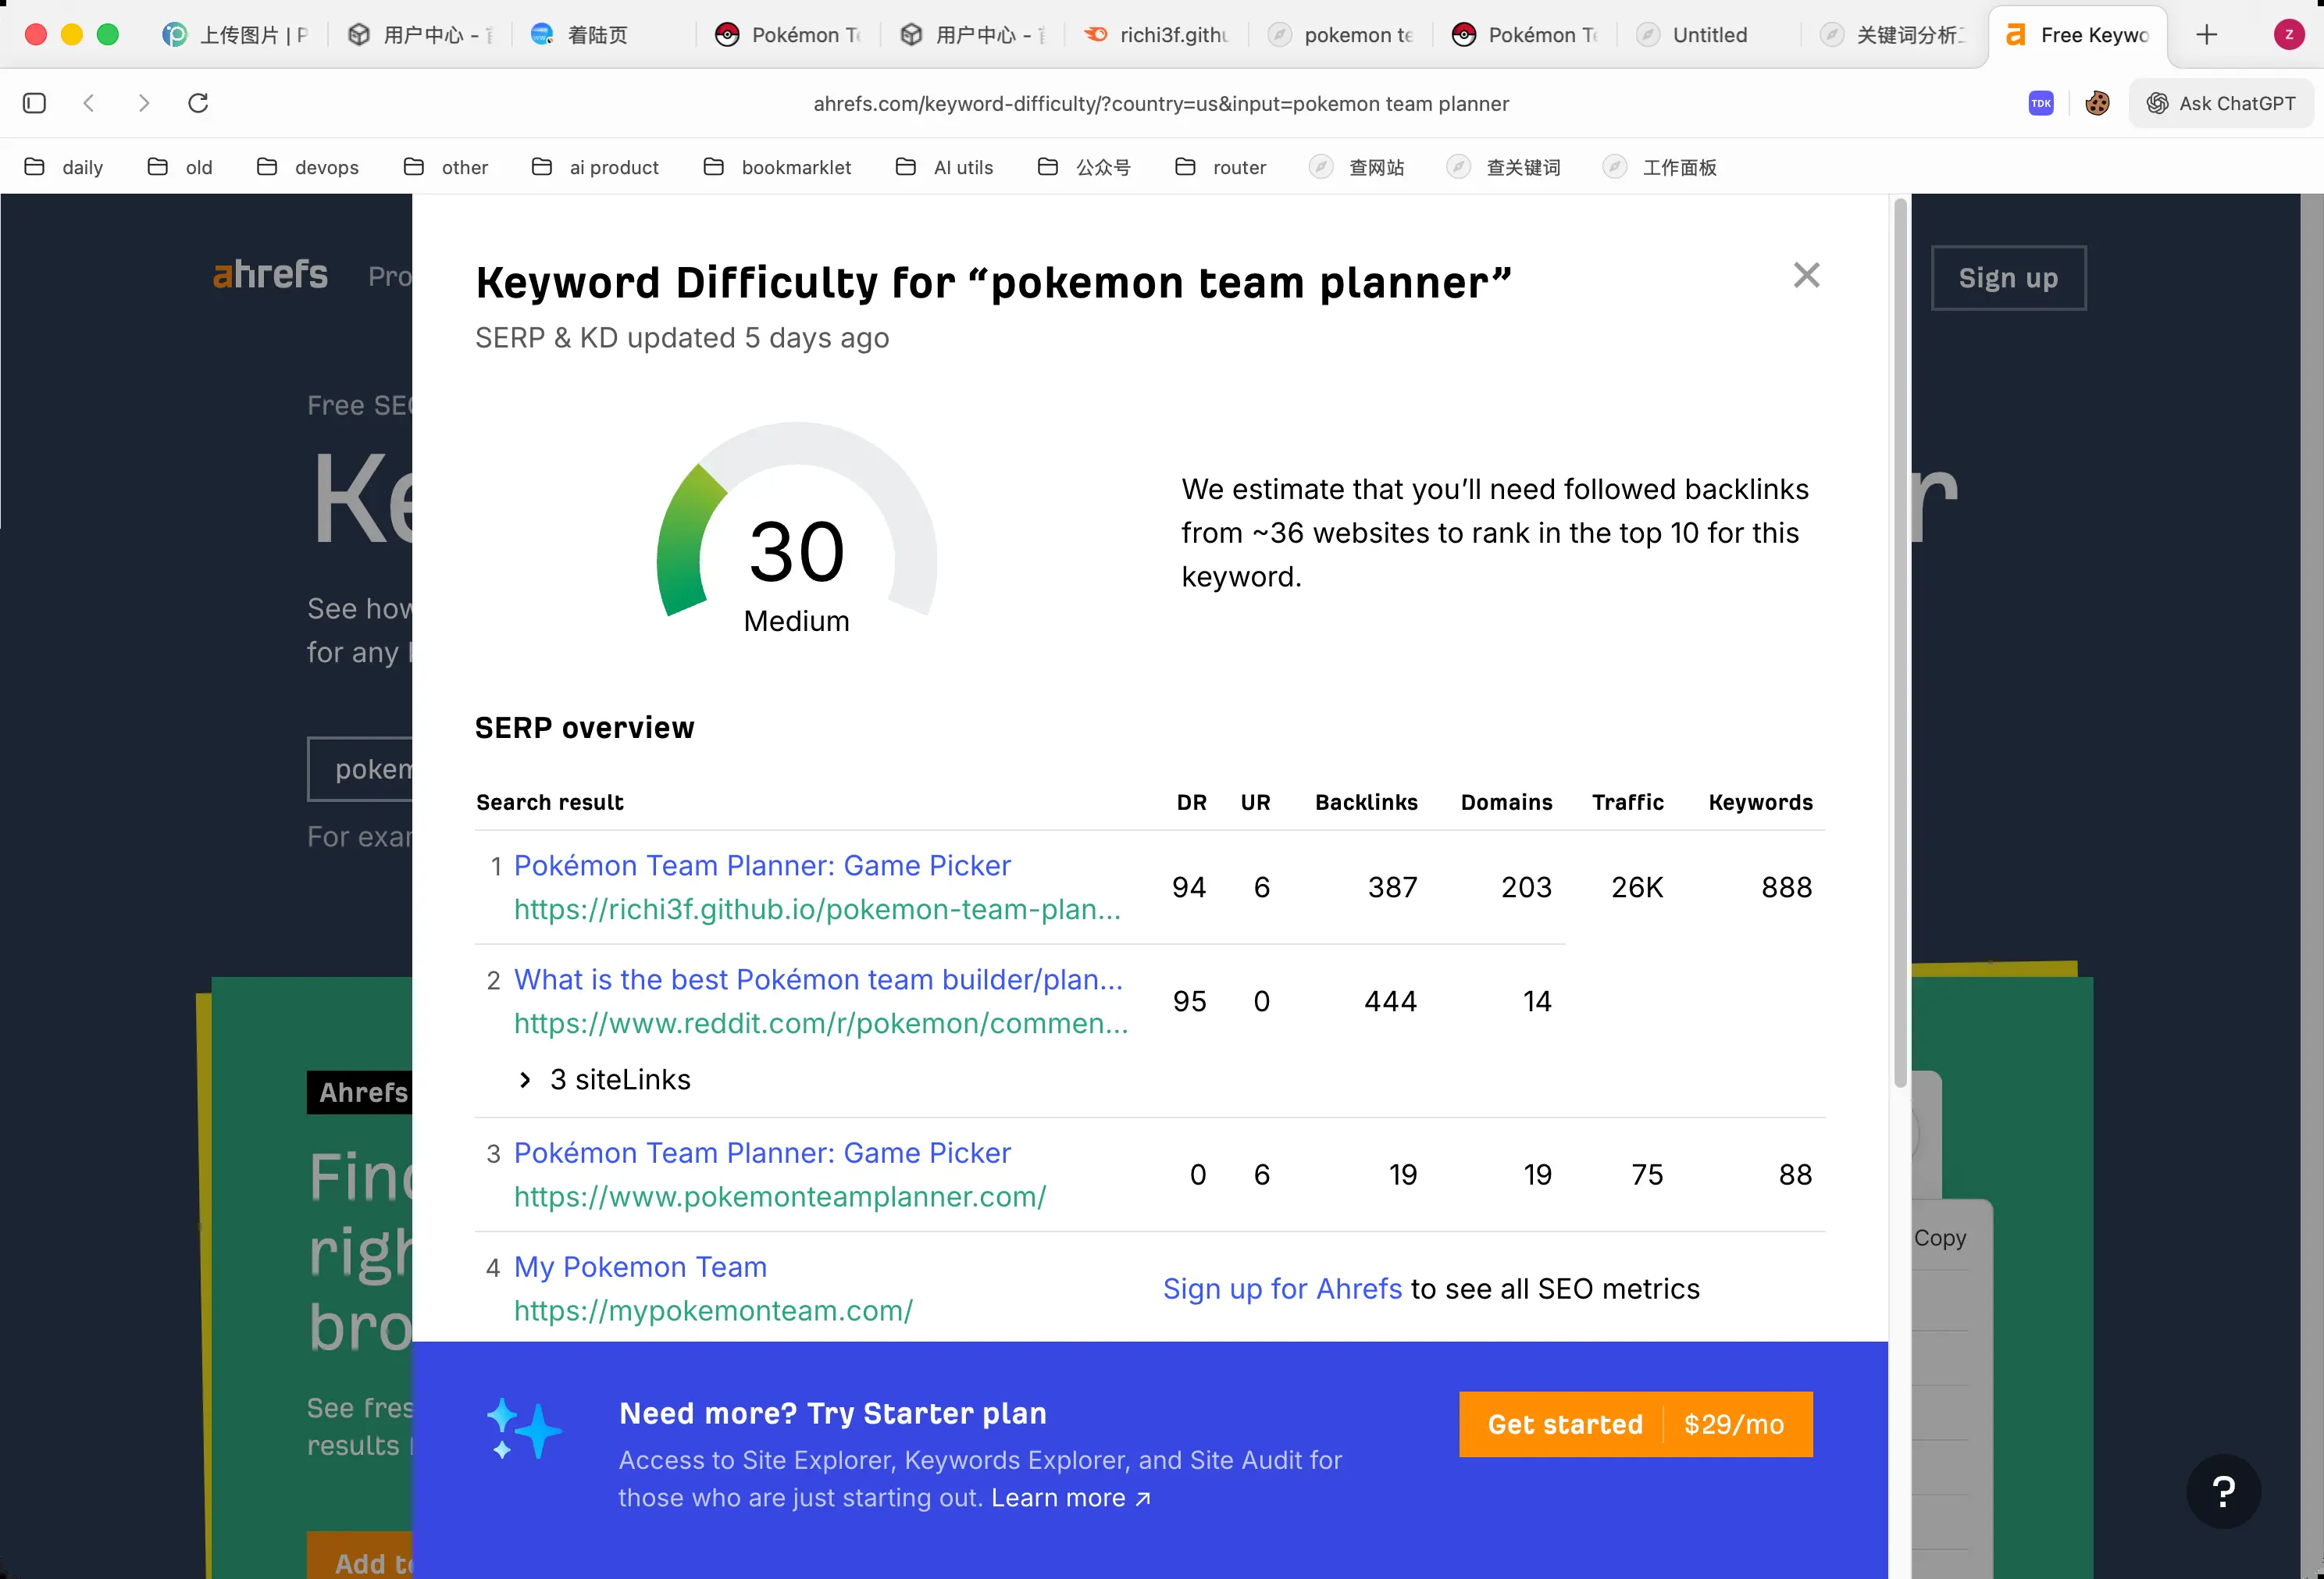 上传图片 | P
用户中心 -
着陆页
Pokémon Te
用户中心 -
richi3f.githu
pokemon te
Pokémon Te
Untitled
关键词分析
Free Keywo
Z
ahrefs.com/keyword-difficulty/?country=us&input=pokemon team planner
TDK
Ask ChatGPT
daily
old
devops
other
ai product
bookmarklet
AI utils
公众号
router
查网站
查关键词
工作面板
ahrefs
Pro
Sign up
Free SEO
Ke
r
See how
for any
pokem
For exam
Keyword Difficulty for “pokemon team planner”
SERP & KD updated 5 days ago
30
Medium
We estimate that you’ll need followed backlinks
from ~36 websites to rank in the top 10 for this
keyword.
SERP overview
Search result DR UR Backlinks Domains Traffic Keywords
1 Pokémon Team Planner: Game Picker
https://richi3f.github.io/pokemon-team-plan...
94 6 387 203 26K 888
2 What is the best Pokémon team builder/plan...
https://www.reddit.com/r/pokemon/commen...
95 0 444 14
3 siteLinks
3 Pokémon Team Planner: Game Picker
https://www.pokemonteamplanner.com/
0 6 19 19 75 88
4 My Pokemon Team
https://mypokemonteam.com/
Sign up for Ahrefs to see all SEO metrics
Need more? Try Starter plan
Access to Site Explorer, Keywords Explorer, and Site Audit for
those who are just starting out. Learn more ↗
Get started $29/mo
Ahrefs
Find
righ
bro
See fres
results
Add to
Copy
?